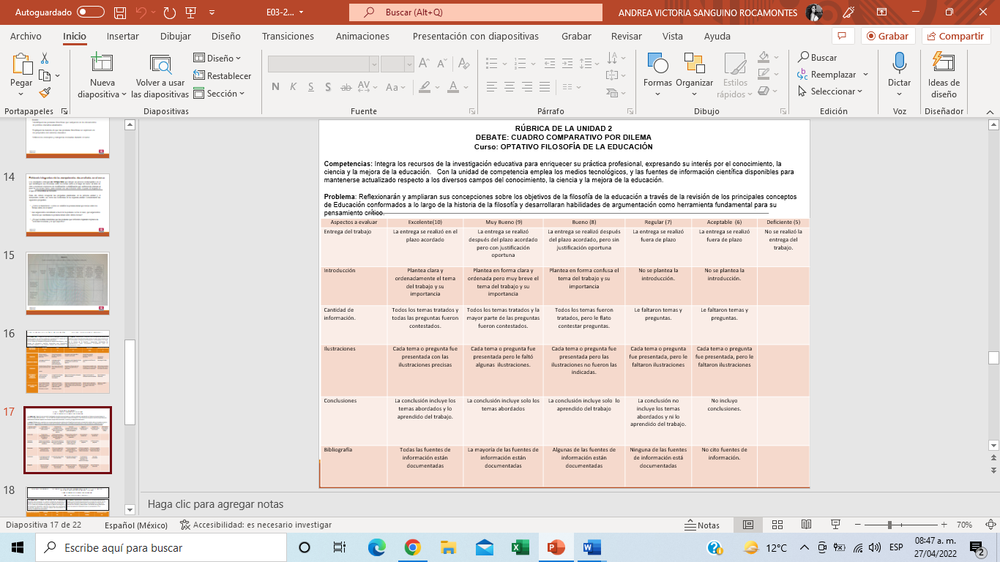 Autoguardado
E03-2...
Buscar (Alt+Q)
ANDREA VICTORIA SANGUINO ROCAMONTES
Archivo Inicio Insertar Dibujar Diseño Transiciones Animaciones Presentación con diapositivas Grabar Revisar Vista Ayuda
Grabar
Compartir
Pegar
Nueva diapositiva
Volver a usar las diapositivas
Diseño
Restablecer
Sección
N K S S ab AV Aa A
Formas
Organizar
Estilos rápidos
Buscar
Reemplazar
Seleccionar
Dictar
Ideas de diseño
Portapapeles Diapositivas Fuente Párrafo Dibujo Edición Voz Diseñador
14
15
16
17
18
RÚBRICA DE LA UNIDAD 2
DEBATE: CUADRO COMPARATIVO POR DILEMA
Curso: OPTATIVO FILOSOFÍA DE LA EDUCACIÓN
Competencias: Integra los recursos de la investigación educativa para enriquecer su práctica profesional, expresando su interés por el conocimiento, la
ciencia y la mejora de la educación. Con la unidad de competencia emplea los medios tecnológicos, y las fuentes de información científica disponibles para
mantenerse actualizado respecto a los diversos campos del conocimiento que intervienen en la filosofía de la educación.
Problema: Cuestionarán y ampliaran sus concepciones sobre los objetivos de la filosofía de la educación a través de la revisión de los principales conceptos
de Educación en torno a lo largo de la historia de la filosofía y desarrollarán habilidades de argumentación como herramienta fundamental para su
pensamiento crítico.
Aspectos a evaluar Excelente(10) Muy Bueno (9) Bueno (8) Regular (7) Aceptable (6) Deficiente (5)
Entrega del trabajo
La entrega se realizó en el
plazo acordado
La entrega se realizó
después del plazo acordado
pero con justificación
oportuna
La entrega se realizó después
del plazo acordado, pero sin
justificación oportuna
La entrega se realizó
fuera de plazo
La entrega se realizó
fuera de plazo
No se realizó la
entrega del
trabajo.
Introducción
Plantea clara y
ordenadamente el tema
del trabajo y su
importancia
Plantea en forma clara y
ordenada pero muy breve el
tema del trabajo y su
importancia
Plantea en forma confusa el
tema del trabajo y su
importancia
No se plantea la
introducción.
No se plantea la
introducción.
Cantidad de
información.
Todos los temas tratados y
todas las preguntas fueron
contestados.
Todos los temas tratados y la
mayor parte de las preguntas
fueron contestados.
Todos los temas fueron
tratados, pero le flato
contestar preguntas.
Le faltaron temas y
preguntas.
Le faltaron temas y
preguntas.
Ilustraciones
Cada tema o pregunta fue
presentada con las
ilustraciones precisas
Cada tema o pregunta fue
presentada pero le faltó
algunas ilustraciones.
Cada tema o pregunta fue
presentada pero las
ilustraciones no fueron las
indicadas.
Cada tema o pregunta
fue presentada, pero le
faltaron ilustraciones
Cada tema o pregunta
fue presentada, pero le
faltaron ilustraciones
Conclusiones
La conclusión incluye los
temas abordados y lo
aprendido del trabajo.
La conclusión incluye solo los
temas abordados
La conclusión incluye solo lo
aprendido del trabajo
La conclusión no
incluye los temas
abordados y ni lo
aprendido del trabajo.
No incluyo
conclusiones.
Bibliografía
Todas las fuentes de
información están
documentadas
La mayoría de las fuentes de
información están
documentadas
Alguna de las fuentes de
información están
documentadas
Ninguna de las fuentes
de información está
documentadas
No cito fuentes de
información.
Haga clic para agregar notas
Diapositiva 17 de 22
Español (México)
Accesibilidad: es necesario investigar
Notas
70%
Escribe aquí para buscar
12°C
ESP
08:47 a. m.
27/04/2022
2